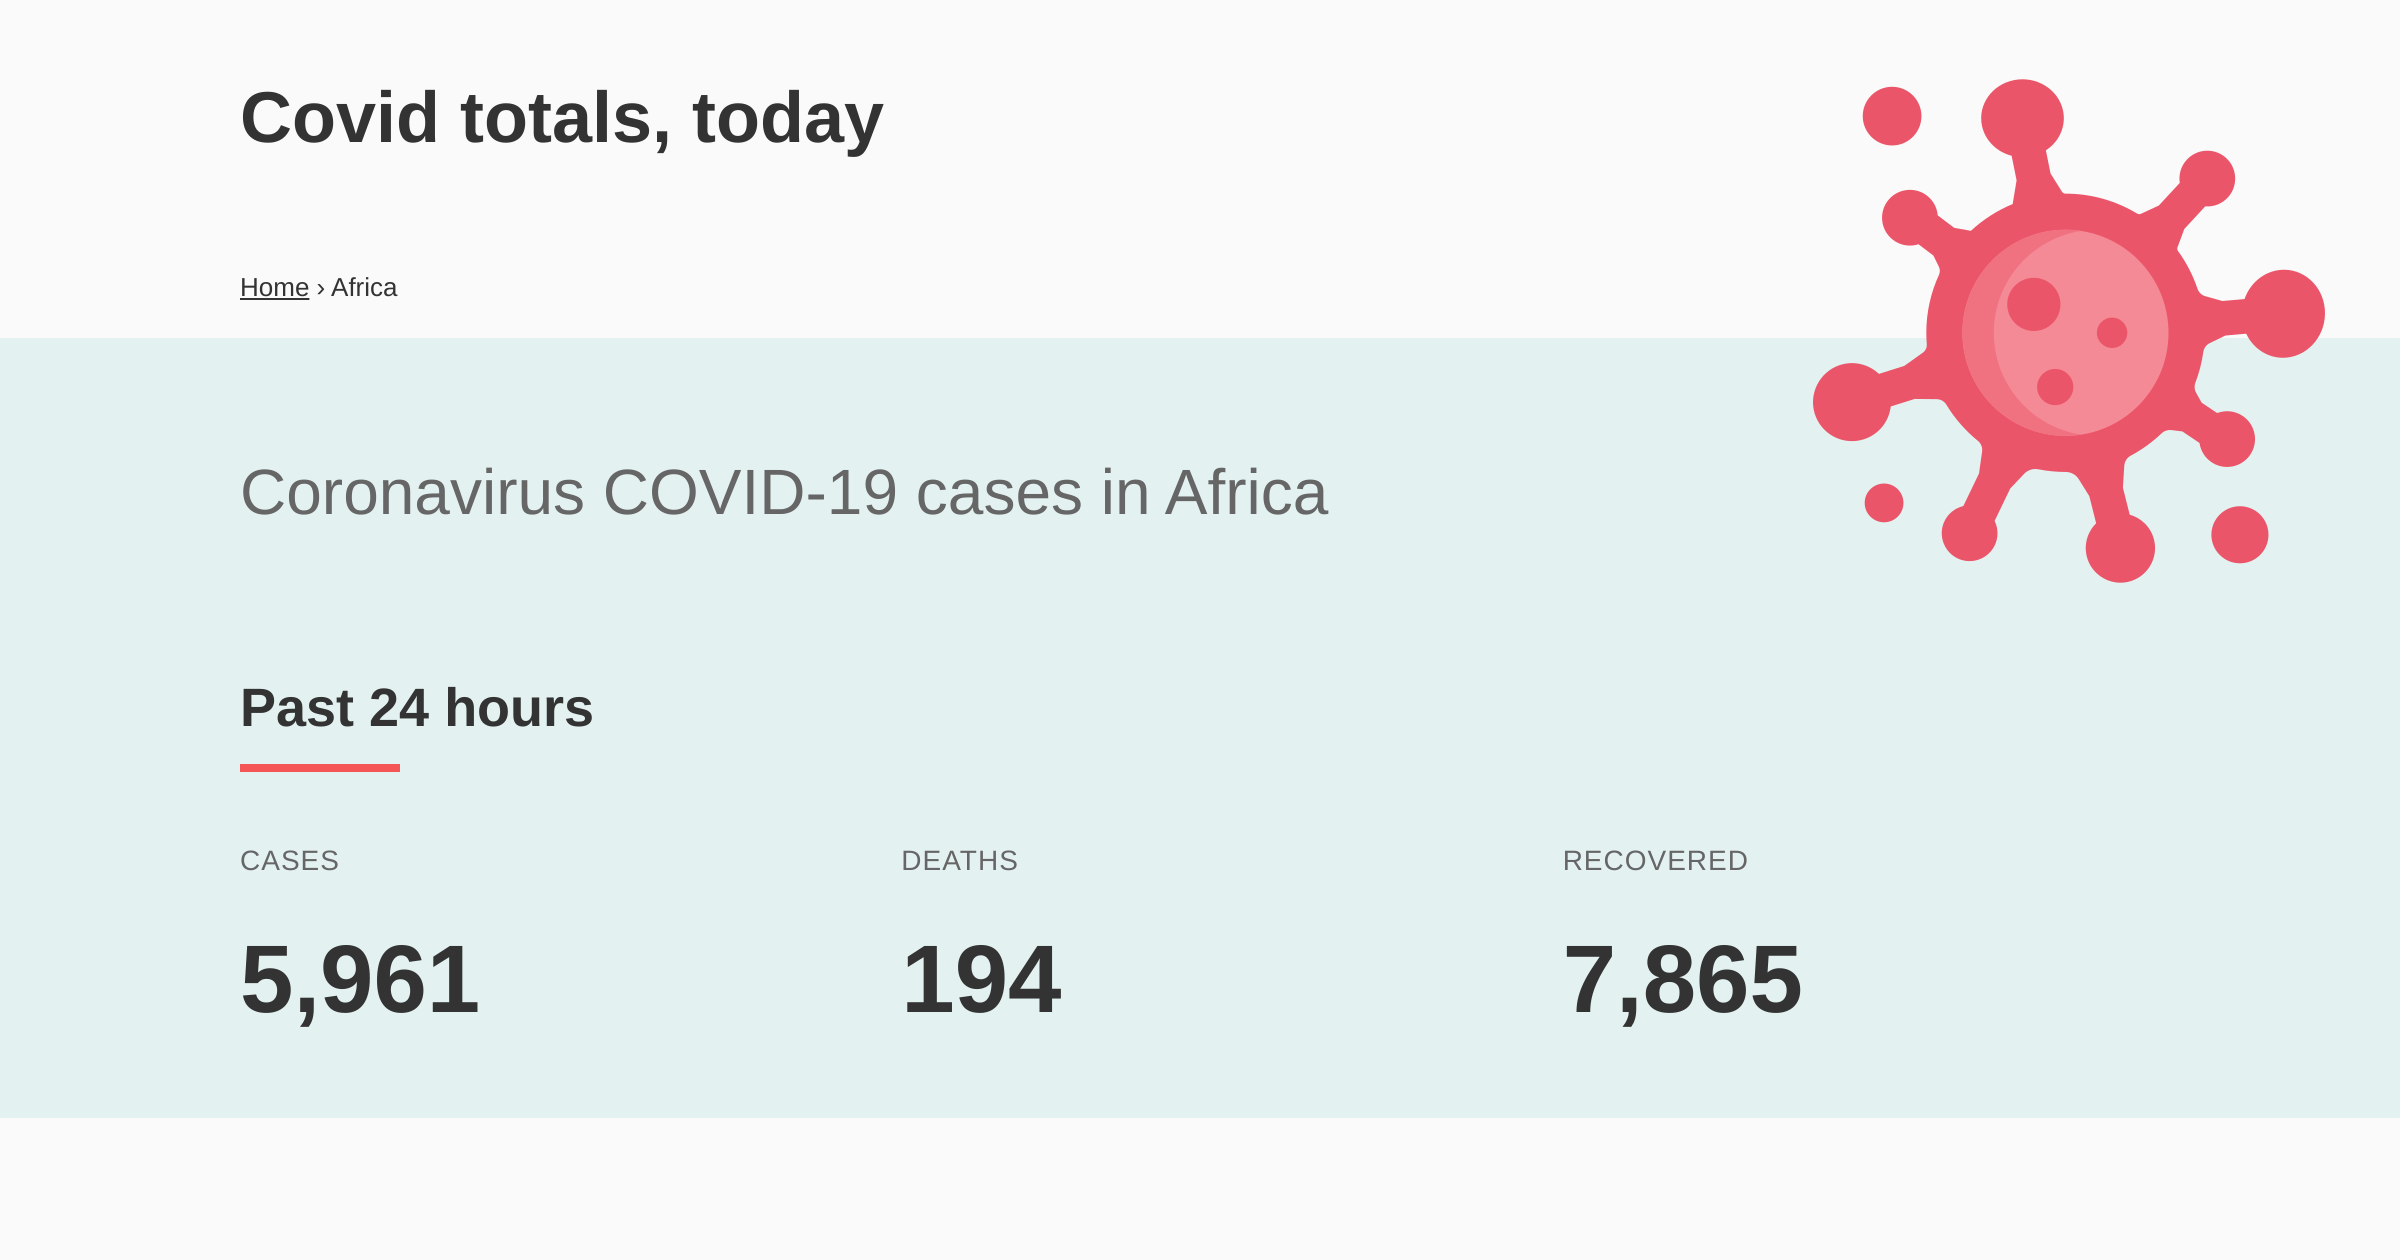 Covid totals, today
Home › Africa
Coronavirus COVID-19 cases in Africa
Past 24 hours
CASES
DEATHS
RECOVERED
5,961
194
7,865